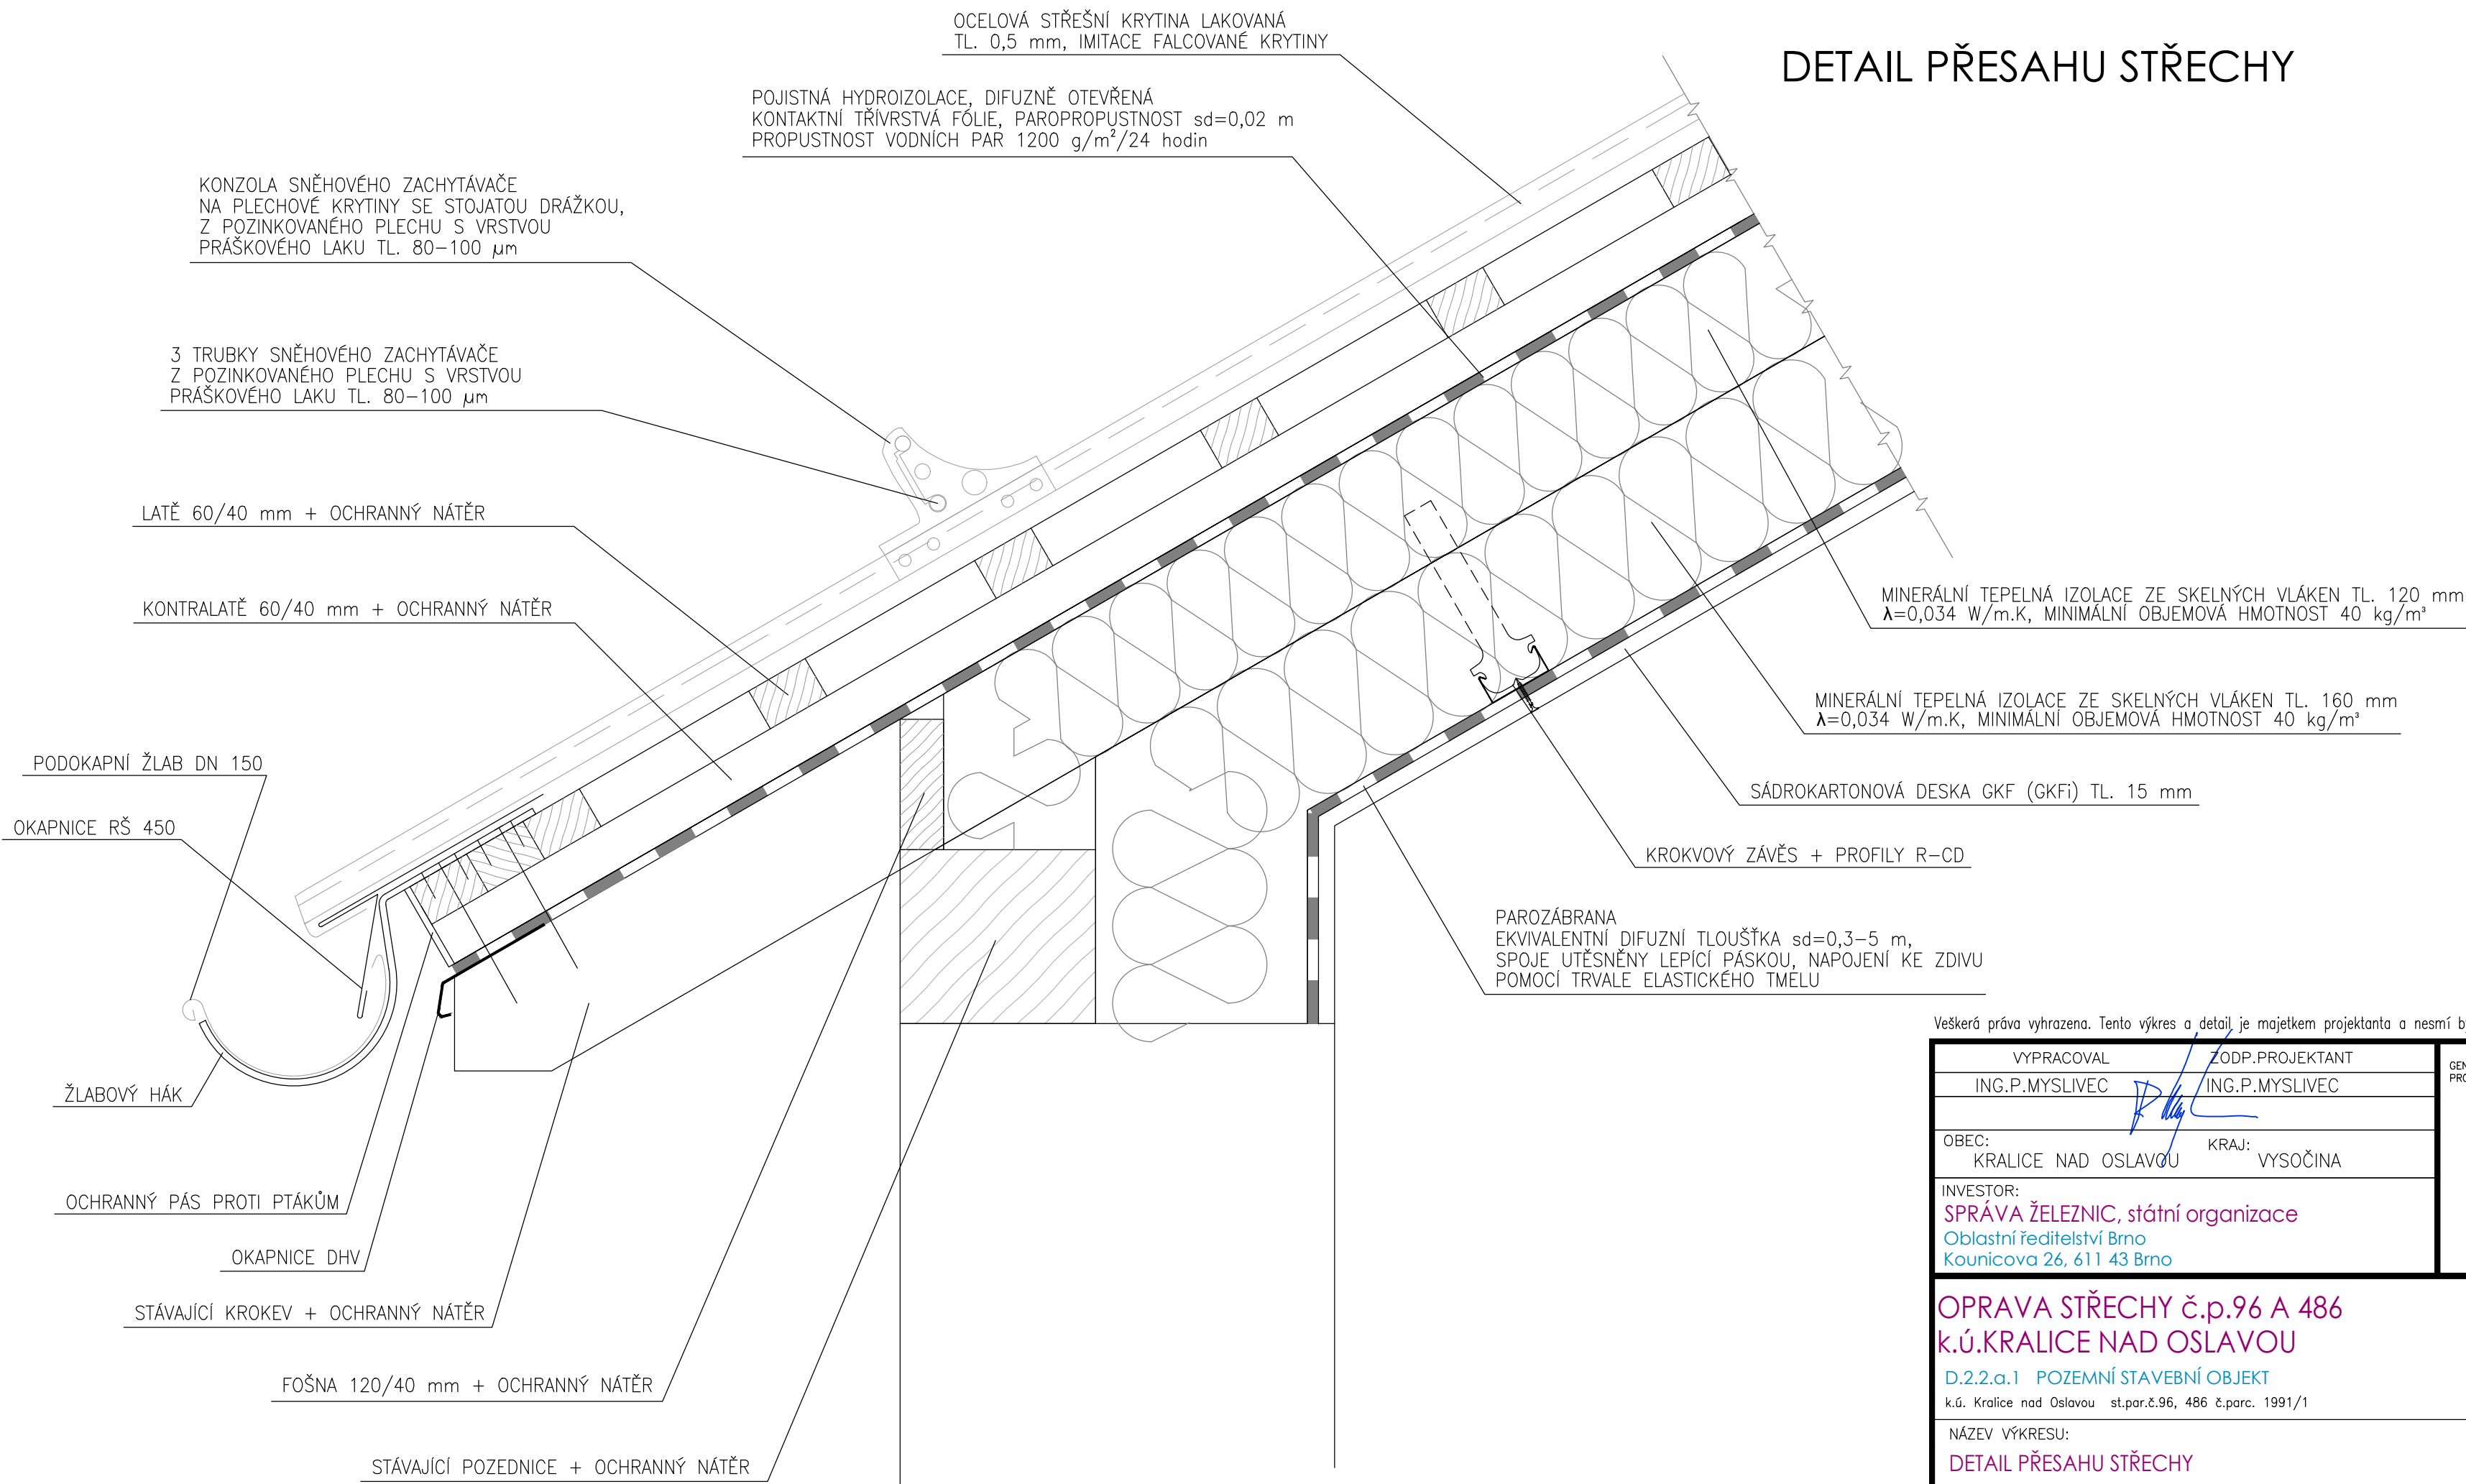 OCELOVÁ STŘEŠNÍ KRYTINA LAKOVANÁ
TL. 0,5 mm, IMITACE FALCOVANÉ KRYTINY
DETAIL PŘESAHU STŘECHY
POJISTNÁ HYDROIZOLACE, DIFUZNĚ OTEVŘENÁ
KONTAKTNÍ TŘÍVRSTVÁ FÓLIE, PAROPROPUSTNOST sd=0,02 m
PROPUSTNOST VODNÍCH PAR 1200 g/m²/24 hodin
KONZOLA SNĚHOVÉHO ZACHYTÁVAČE
NA PLECHOVÉ KRYTINY SE STOJATOU DRÁŽKOU,
Z POZINKOVANÉHO PLECHU S VRSTVOU
PRÁŠKOVÉHO LAKU TL. 80-100 μm
3 TRUBKY SNĚHOVÉHO ZACHYTÁVAČE
Z POZINKOVANÉHO PLECHU S VRSTVOU
PRÁŠKOVÉHO LAKU TL. 80-100 μm
LATĚ 60/40 mm + OCHRANNÝ NÁTĚR
KONTRALATĚ 60/40 mm + OCHRANNÝ NÁTĚR
MINERÁLNÍ TEPELNÁ IZOLACE ZE SKELNÝCH VLÁKEN TL. 120 mm
λ=0,034 W/m.K, MINIMÁLNÍ OBJEMOVÁ HMOTNOST 40 kg/m³
MINERÁLNÍ TEPELNÁ IZOLACE ZE SKELNÝCH VLÁKEN TL. 160 mm
λ=0,034 W/m.K, MINIMÁLNÍ OBJEMOVÁ HMOTNOST 40 kg/m³
PODOKAPNÍ ŽLAB DN 150
OKAPNICE RŠ 450
SÁDROKARTONOVÁ DESKA GKF (GKFi) TL. 15 mm
KROKVOVÝ ZÁVĚS + PROFILY R-CD
PAROZÁBRANA
EKVIVALENTNÍ DIFUZNÍ TLOUŠŤKA sd=0,3-5 m,
SPOJE UTĚSNĚNY LEPÍCÍ PÁSKOU, NAPOJENÍ KE ZDIVU
POMOCÍ TRVALE ELASTICKÉHO TMELU
ŽLABOVÝ HÁK
OCHRANNÝ PÁS PROTI PTÁKŮM
OKAPNICE DHV
STÁVAJÍCÍ KROKEV + OCHRANNÝ NÁTĚR
FOŠNA 120/40 mm + OCHRANNÝ NÁTĚR
STÁVAJÍCÍ POZEDNICE + OCHRANNÝ NÁTĚR
Veškerá práva vyhrazena. Tento výkres a detail je majetkem projektanta a nesmí
VYPRACOVAL ZODP.PROJEKTANT
ING.P.MYSLIVEC ING.P.MYSLIVEC
OBEC: KRALICE NAD OSLAVOU KRAJ: VYSOČINA
INVESTOR:
SPRÁVA ŽELEZNIC, státní organizace
Oblastní ředitelství Brno
Kounicova 26, 611 43 Brno
OPRAVA STŘECHY č.p.96 A 486
k.ú.KRALICE NAD OSLAVOU
D.2.2.a.1 POZEMNÍ STAVEBNÍ OBJEKT
k.ú. Kralice nad Oslavou st.par.č.96, 486 č.parc. 1991/1
NÁZEV VÝKRESU:
DETAIL PŘESAHU STŘECHY